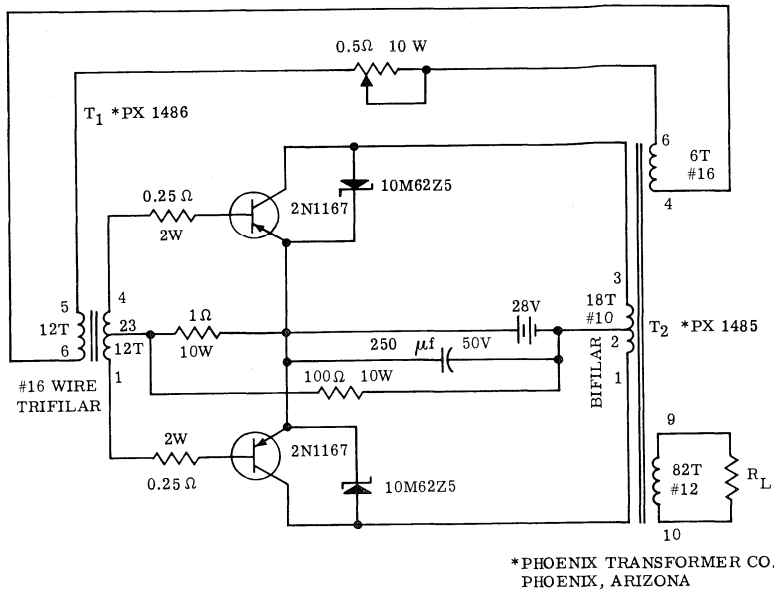 0.5Ω 10 W
T1 *PX 1486
6
6T
#16
4
0.25 Ω
2W
2N1167
10M62Z5
3
5
4
12T
23
12T
6
1
1Ω
10W
28V
18T
#10
2
1
T2 *PX 1485
250 μf 50V
100Ω 10W
BIFILAR
#16 WIRE
TRIFILAR
2W
0.25 Ω
2N1167
10M62Z5
9
82T
#12
RL
10
*PHOENIX TRANSFORMER CO.
PHOENIX, ARIZONA